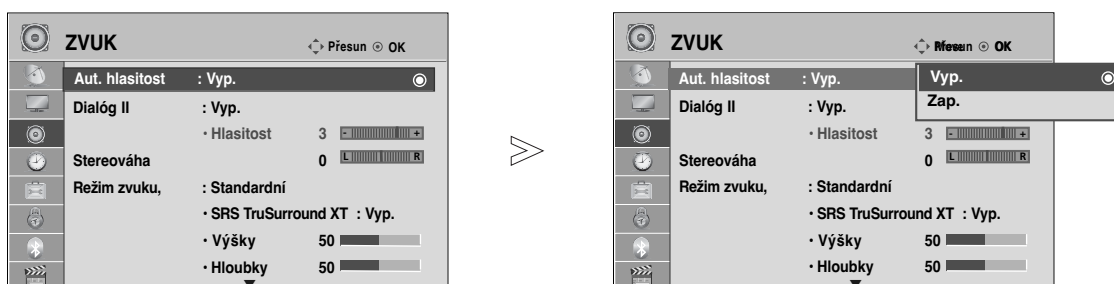 ZVUK Přesun OK
Aut. hlasitost : Vyp.
Dialóg II : Vyp.
• Hlasitost 3 - +
Stereováha 0 L R
Režim zvuku, : Standardní
• SRS TruSurround XT : Vyp.
• Výšky 50
• Hloubky 50
ZVUK OK
Aut. hlasitost : Vyp.
Vyp.
Zap.
Dialóg II : Vyp.
• Hlasitost 3 - +
Stereováha 0 L R
Režim zvuku, : Standardní
• SRS TruSurround XT : Vyp.
• Výšky 50
• Hloubky 50